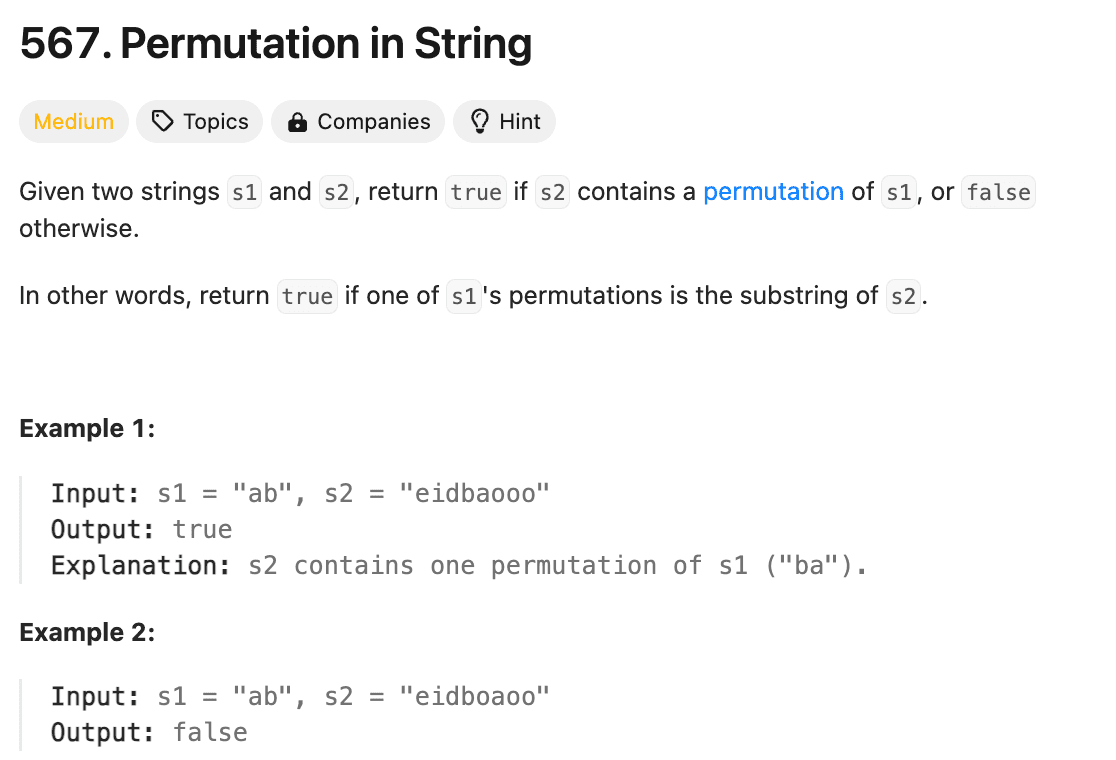 567. Permutation in String
Medium Topics Companies Hint
Given two strings s1 and s2, return true if s2 contains a permutation of s1, or false
otherwise.
In other words, return true if one of s1's permutations is the substring of s2.
Example 1:
Input: s1 = "ab", s2 = "eidbaooo"
Output: true
Explanation: s2 contains one permutation of s1 ("ba").
Example 2:
Input: s1 = "ab", s2 = "eidboaoo"
Output: false